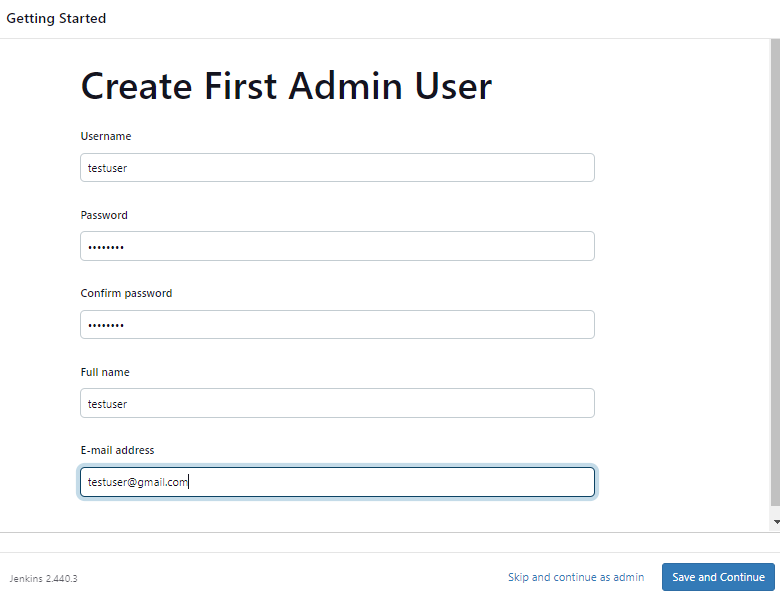 Getting Started
Create First Admin User
Username
testuser
Password
••••••••
Confirm password
••••••••
Full name
testuser
E-mail address
testuser@gmail.com
Jenkins 2.440.3
Skip and continue as admin
Save and Continue